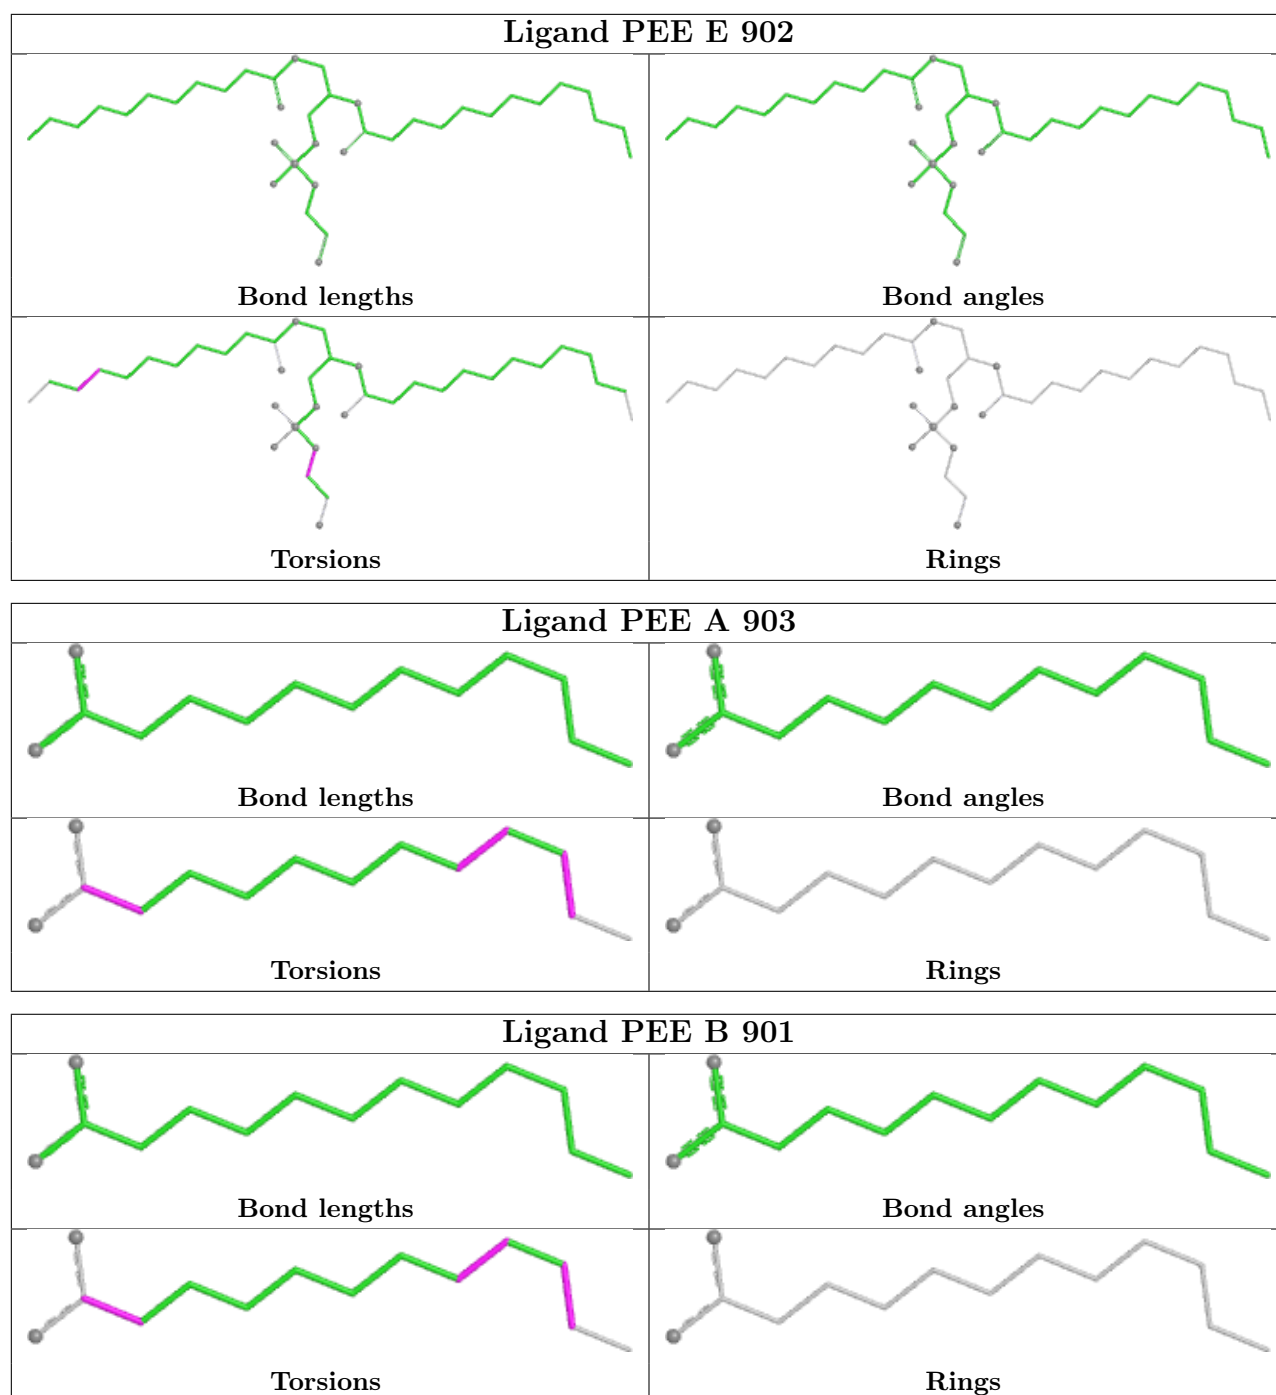 Ligand PEE E 902
Bond lengths
Bond angles
Torsions
Rings
Ligand PEE A 903
Bond lengths
Bond angles
Torsions
Rings
Ligand PEE B 901
Bond lengths
Bond angles
Torsions
Rings